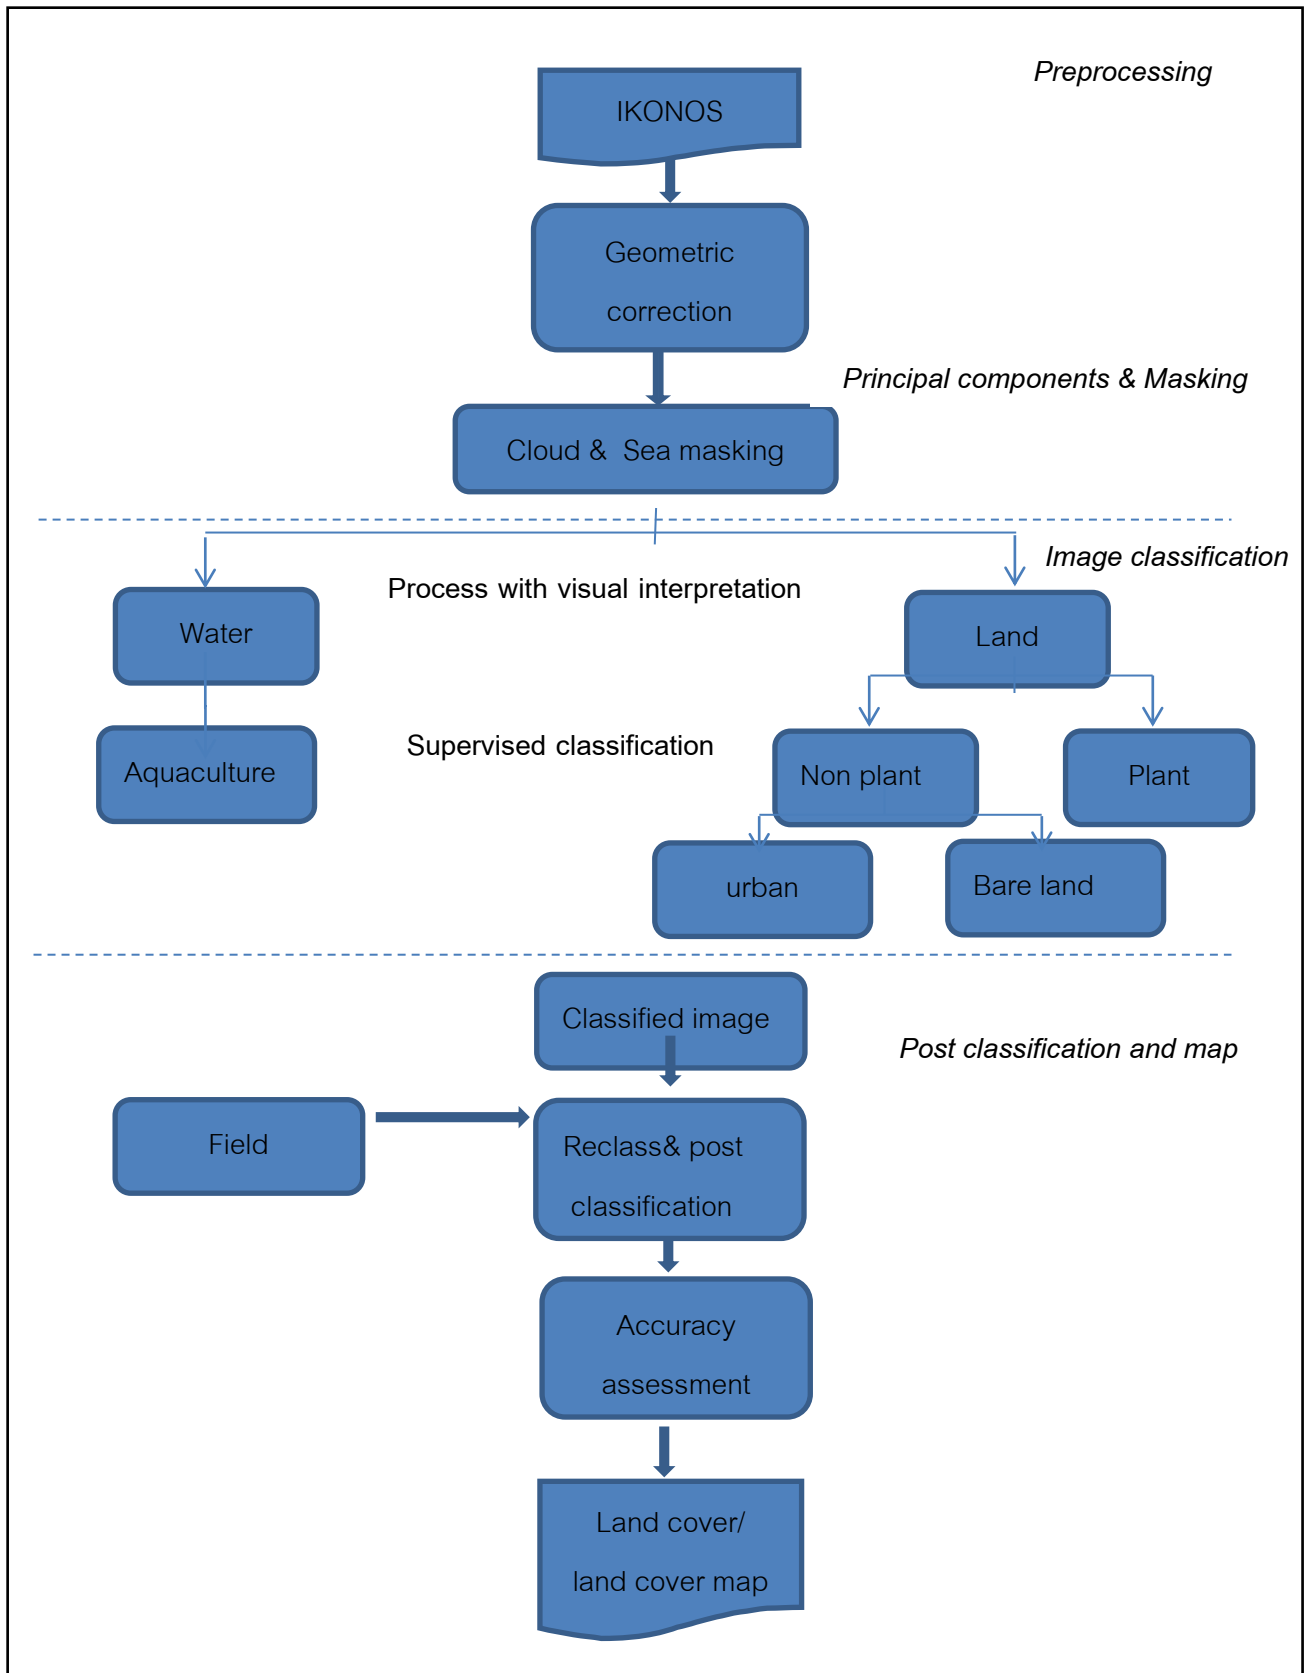 Preprocessing
IKONOS
Geometric
correction
Principal components & Masking
Cloud & Sea masking
Image classification
Process with visual interpretation
Water
Land
Supervised classification
Aquaculture
Non plant
Plant
urban
Bare land
Classified image
Post classification and map
Field
Reclass& post
classification
Accuracy
assessment
Land cover/
land cover map